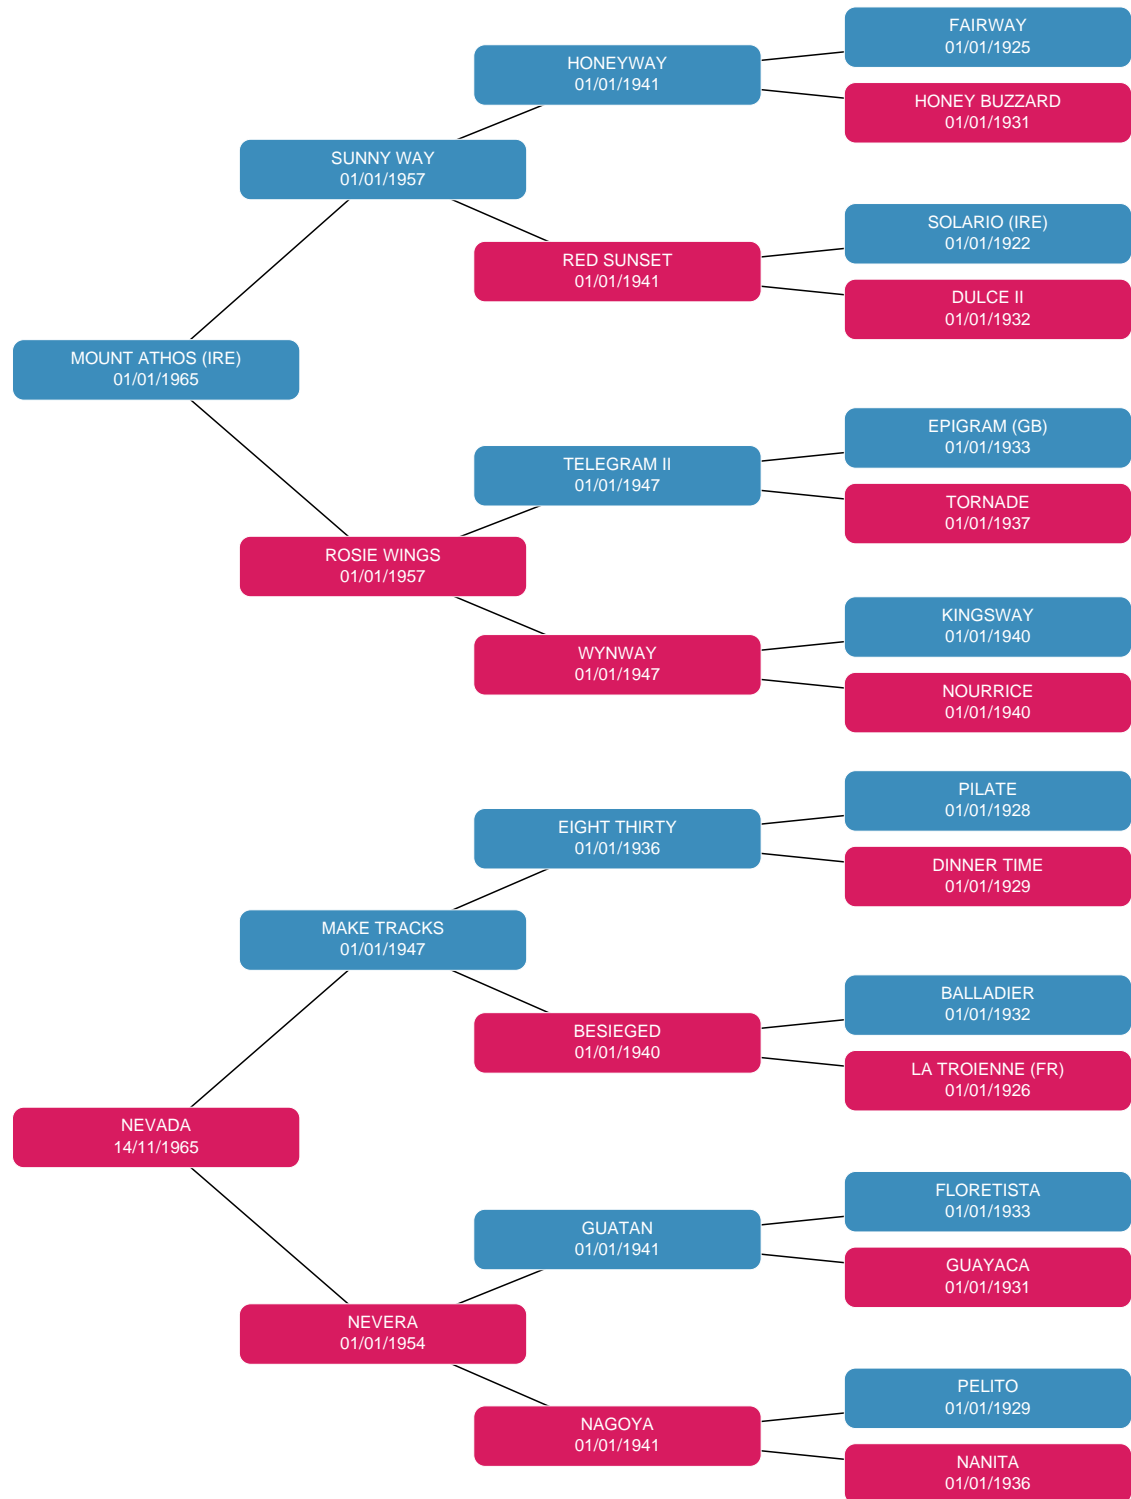 FAIRWAY
01/01/1925
HONEYWAY
01/01/1941
HONEY BUZZARD
01/01/1931
SUNNY WAY
01/01/1957
SOLARIO (IRE)
01/01/1922
RED SUNSET
01/01/1941
DULCE II
01/01/1932
MOUNT ATHOS (IRE)
01/01/1965
EPIGRAM (GB)
01/01/1933
TELEGRAM II
01/01/1947
TORNADE
01/01/1937
ROSIE WINGS
01/01/1957
KINGSWAY
01/01/1940
WYNWAY
01/01/1947
NOURRICE
01/01/1940
PILATE
01/01/1928
EIGHT THIRTY
01/01/1936
DINNER TIME
01/01/1929
MAKE TRACKS
01/01/1947
BALLADIER
01/01/1932
BESIEGED
01/01/1940
LA TROIENNE (FR)
01/01/1926
NEVADA
14/11/1965
FLORETISTA
01/01/1933
GUATAN
01/01/1941
GUAYACA
01/01/1931
NEVERA
01/01/1954
PELITO
01/01/1929
NAGOYA
01/01/1941
NANITA
01/01/1936